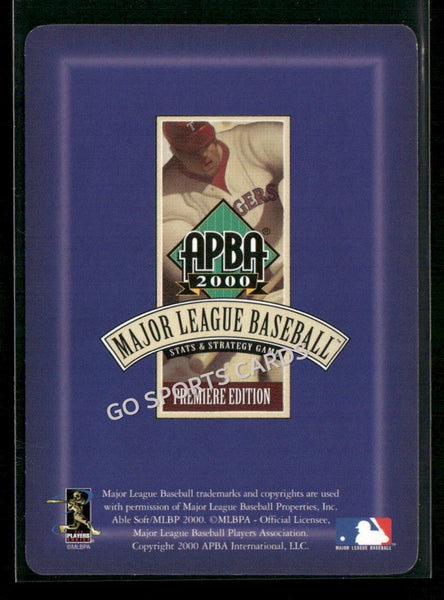 T
GERS
APBA®
2000
MAJOR LEAGUE BASEBALL™
STATS & STRATEGY GAME
GO SPORTS CARDS
PREMIERE EDITION
Major League Baseball trademarks and copyrights are used
with permission of Major League Baseball Properties, Inc.
Able Soft/MLBP 2000. ©MLBPA - Official Licensee,
Major League Baseball Players Association.
Copyright 2000 APBA International, LLC.
PLAYERS
©MLBPA
MAJOR LEAGUE BASEBALL